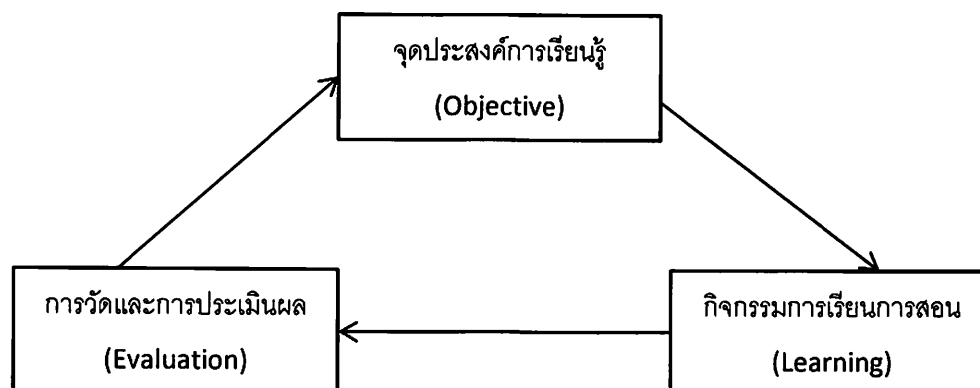 จุดประสงค์การเรียนรู้
(Objective)
การวัดและการประเมินผล
(Evaluation)
กิจกรรมการเรียนการสอน
(Learning)